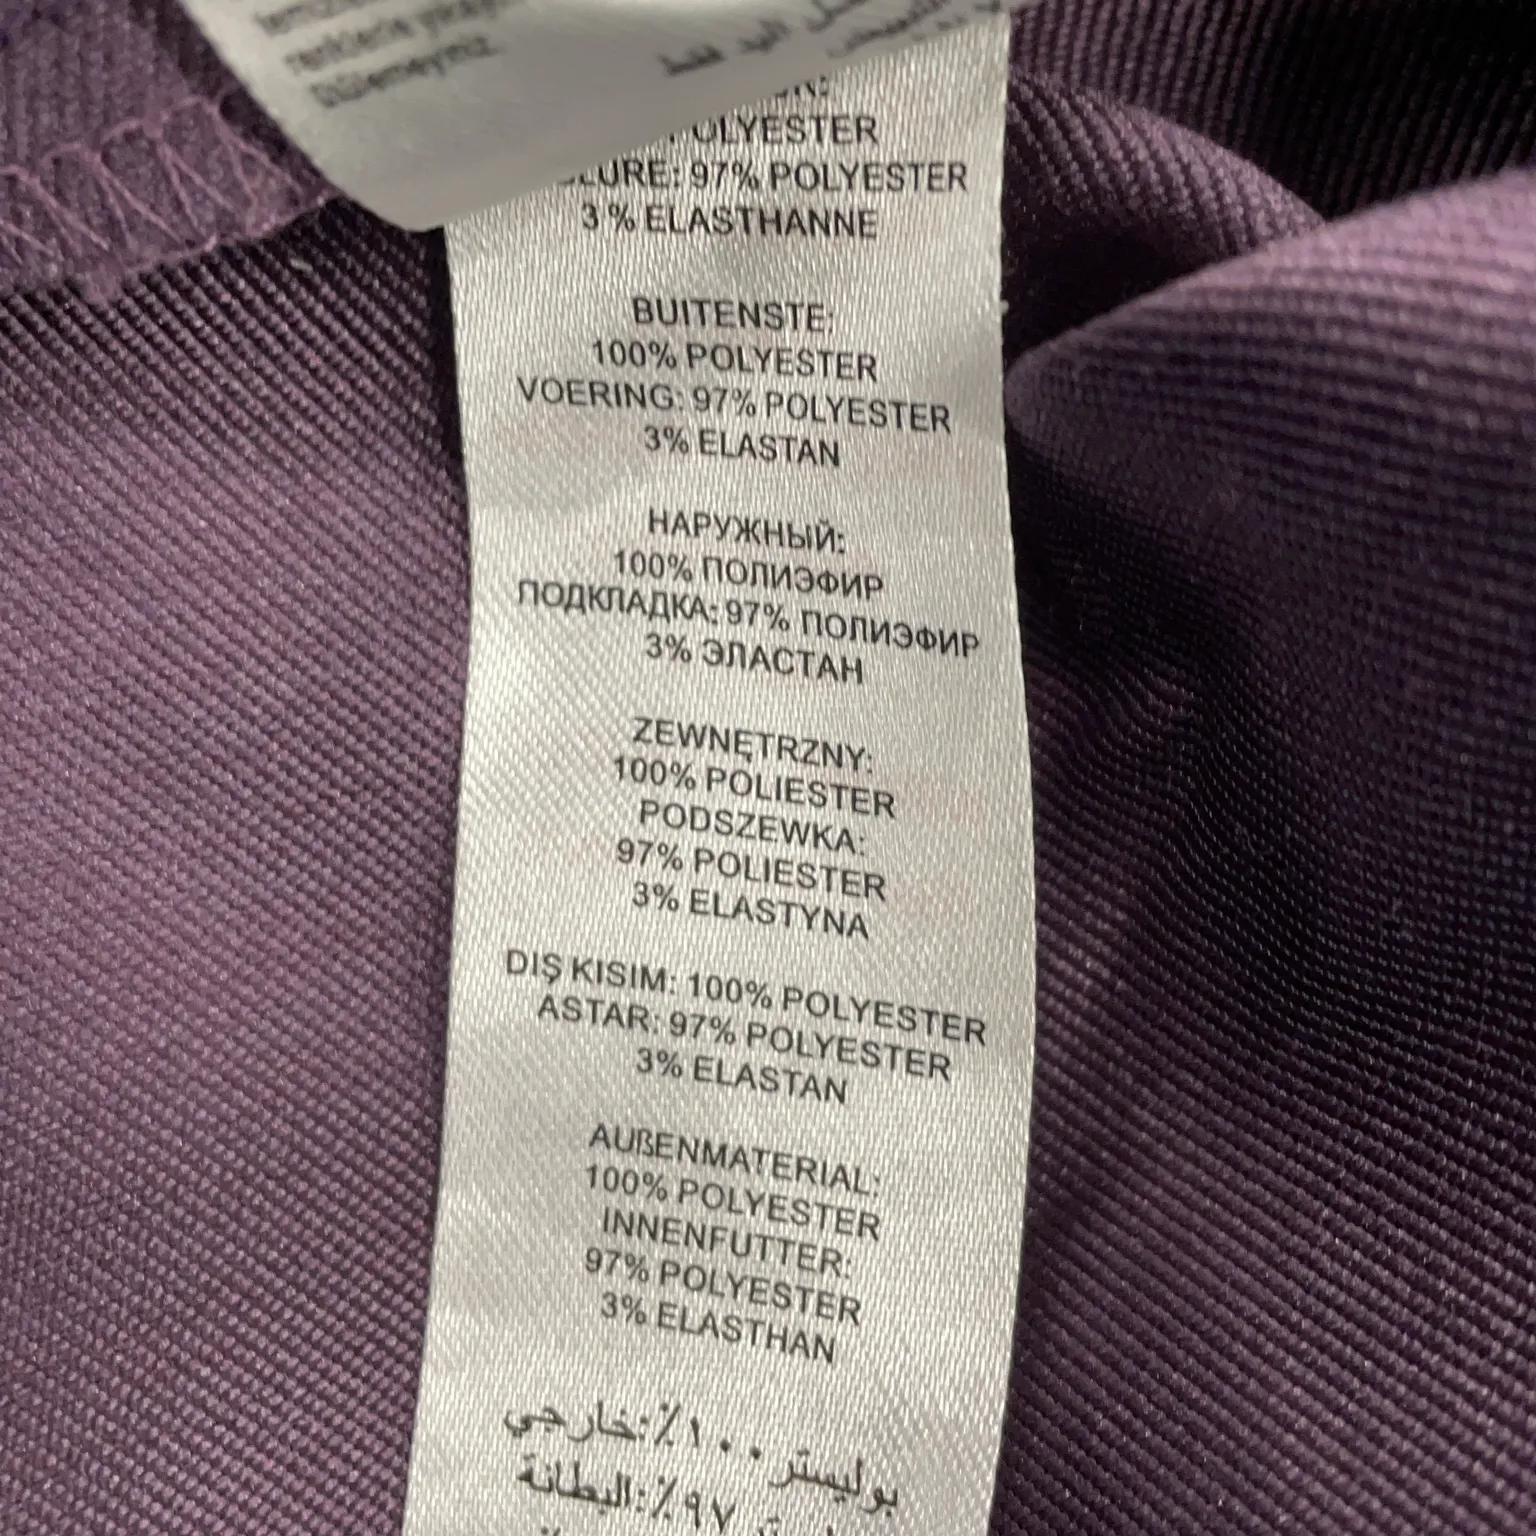 renklerle
POLYESTER
97% POLYESTER
3% ELASTHANNE
BUITENSTE:
100% POLYESTER
VOERING: 97% POLYESTER
3% ELASTAN
НАРУЖНЫЙ:
100% ПОЛИЭФИР
ПОДКЛАДКА: 97% ПОЛИЭФИР
3% ЭЛАСТАН
ZEWNĘTRZNY:
100% POLIESTER
PODSZEWKA:
97% POLIESTER
3% ELASTYNA
DIŞ KISIM: 100% POLYESTER
ASTAR: 97% POLYESTER
3% ELASTAN
AUßENMATERIAL:
100% POLYESTER
INNENFUTTER:
97% POLYESTER
3% ELASTHAN
خارجي:٪١٠٠ بوليستر
البطانة:٪٩٧